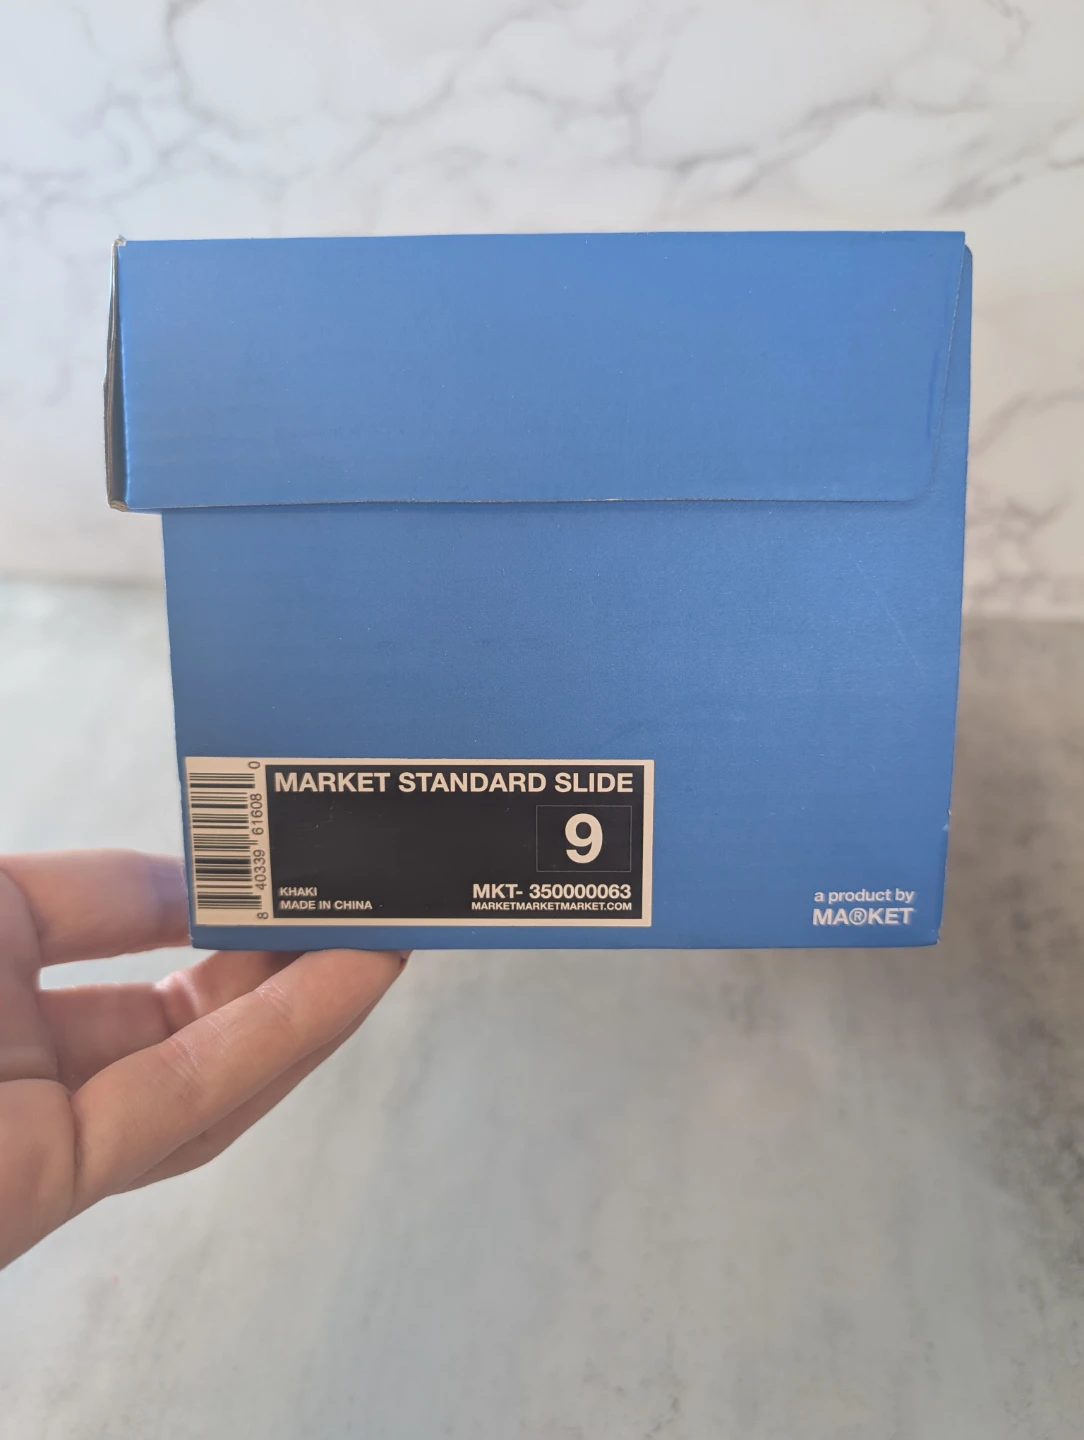 MARKET STANDARD SLIDE
9
KHAKI
MADE IN CHINA
MKT- 350000063
MARKETMARKETMARKET.COM
8 40339 61608 0
a product by
MA®KET